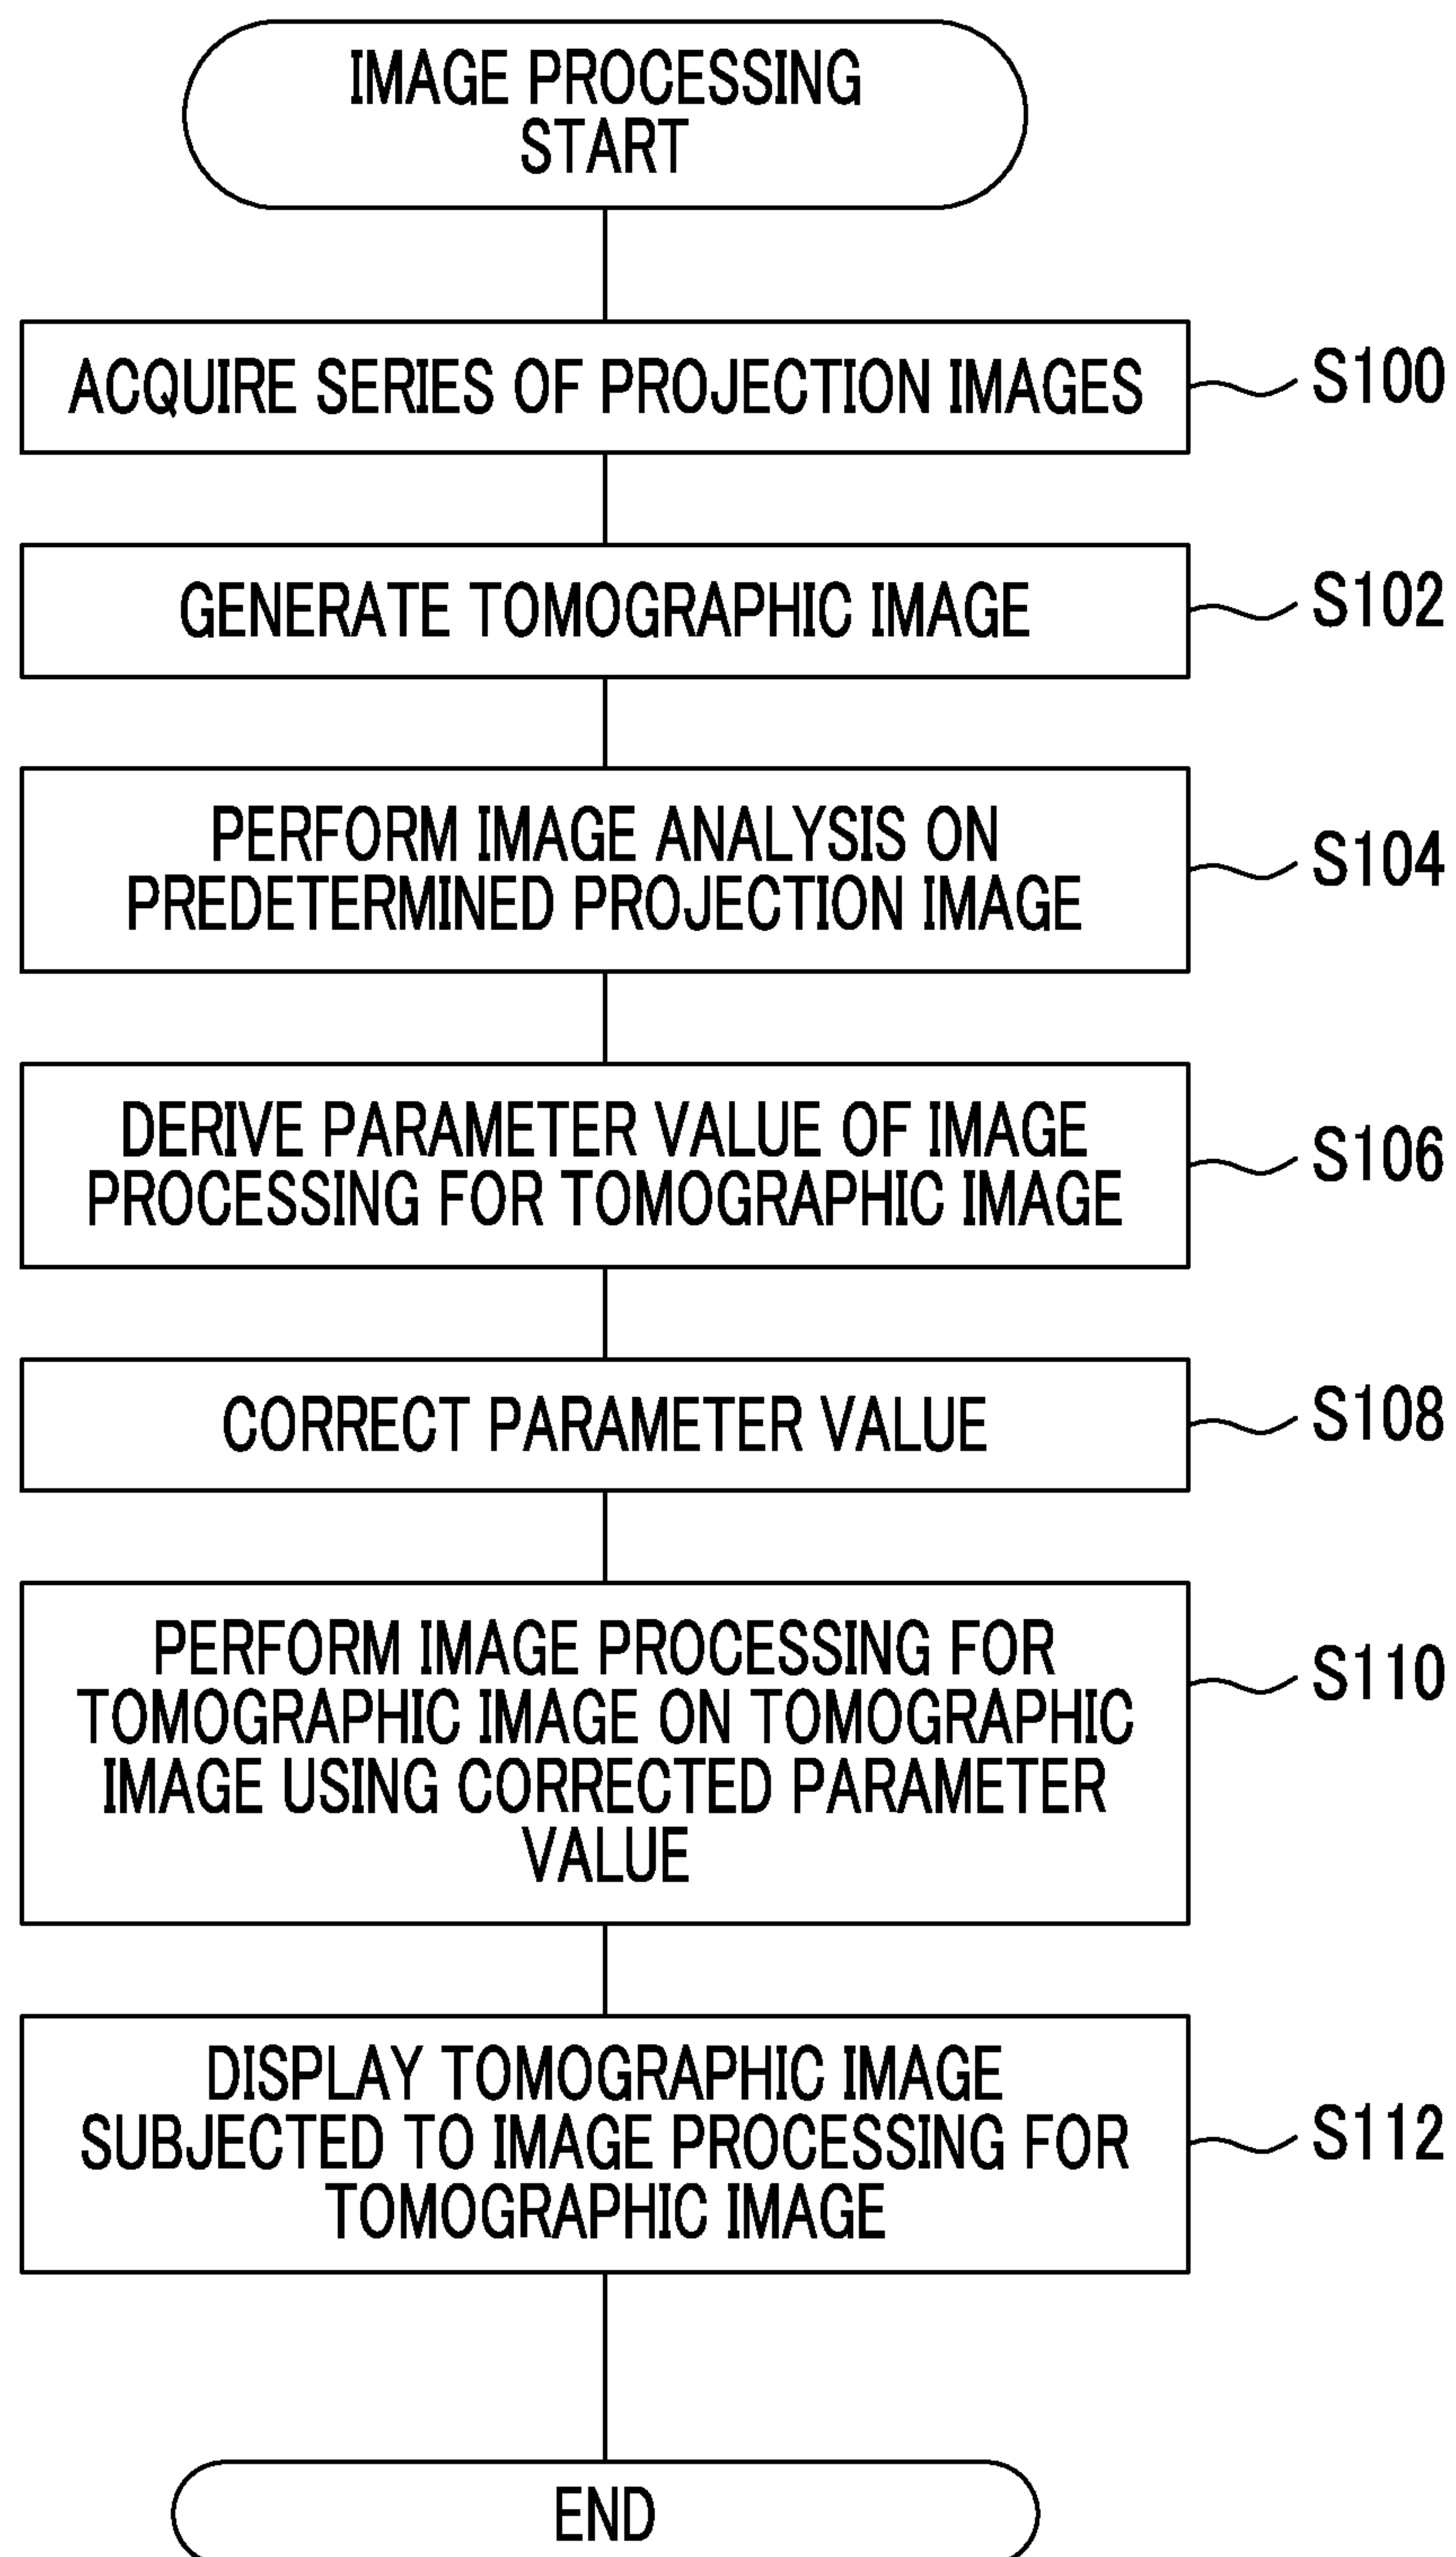 IMAGE PROCESSING
START
ACQUIRE SERIES OF PROJECTION IMAGES
S100
GENERATE TOMOGRAPHIC IMAGE
S102
PERFORM IMAGE ANALYSIS ON
PREDETERMINED PROJECTION IMAGE
S104
DERIVE PARAMETER VALUE OF IMAGE
PROCESSING FOR TOMOGRAPHIC IMAGE
S106
CORRECT PARAMETER VALUE
S108
PERFORM IMAGE PROCESSING FOR
TOMOGRAPHIC IMAGE ON TOMOGRAPHIC
IMAGE USING CORRECTED PARAMETER
VALUE
S110
DISPLAY TOMOGRAPHIC IMAGE
SUBJECTED TO IMAGE PROCESSING FOR
TOMOGRAPHIC IMAGE
S112
END